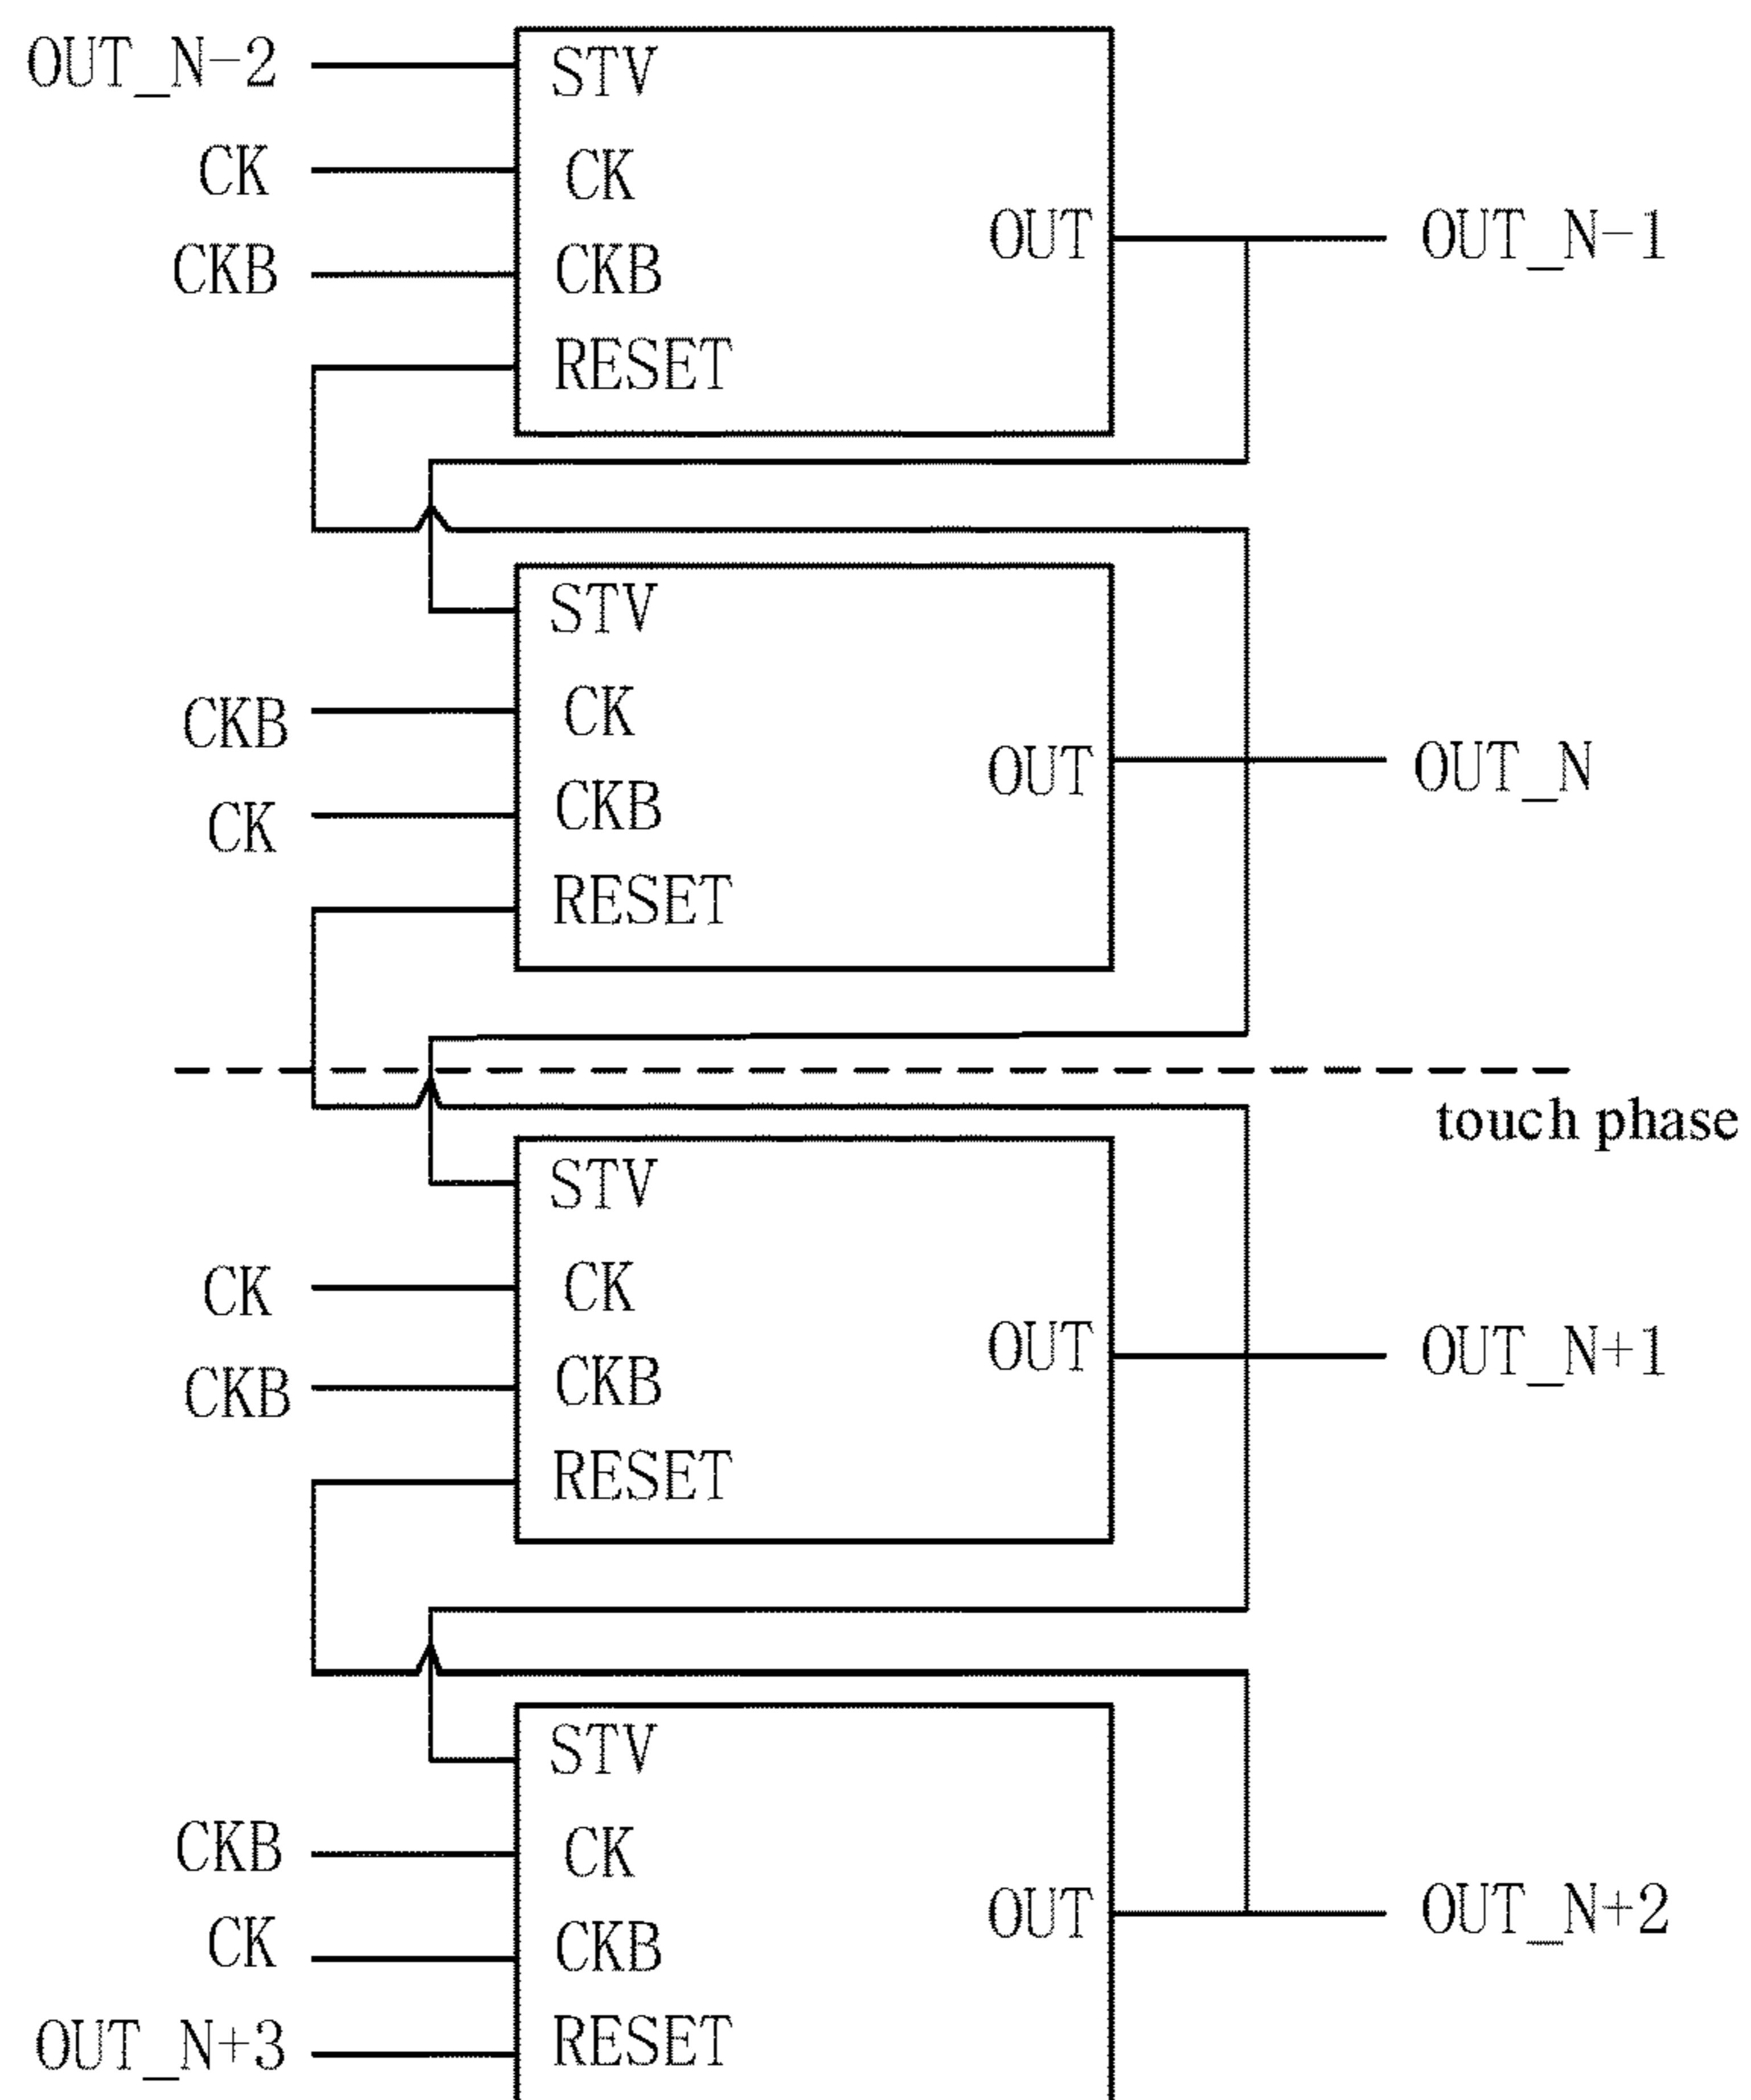 OUT_N-2 STV
CK CK
OUT OUT_N-1
CKB CKB
RESET
STV
CKB CK
OUT OUT_N
CK CKB
RESET
touch phase
STV
CK CK
OUT OUT_N+1
CKB CKB
RESET
STV
CKB CK
OUT OUT_N+2
CK CKB
OUT_N+3 RESET